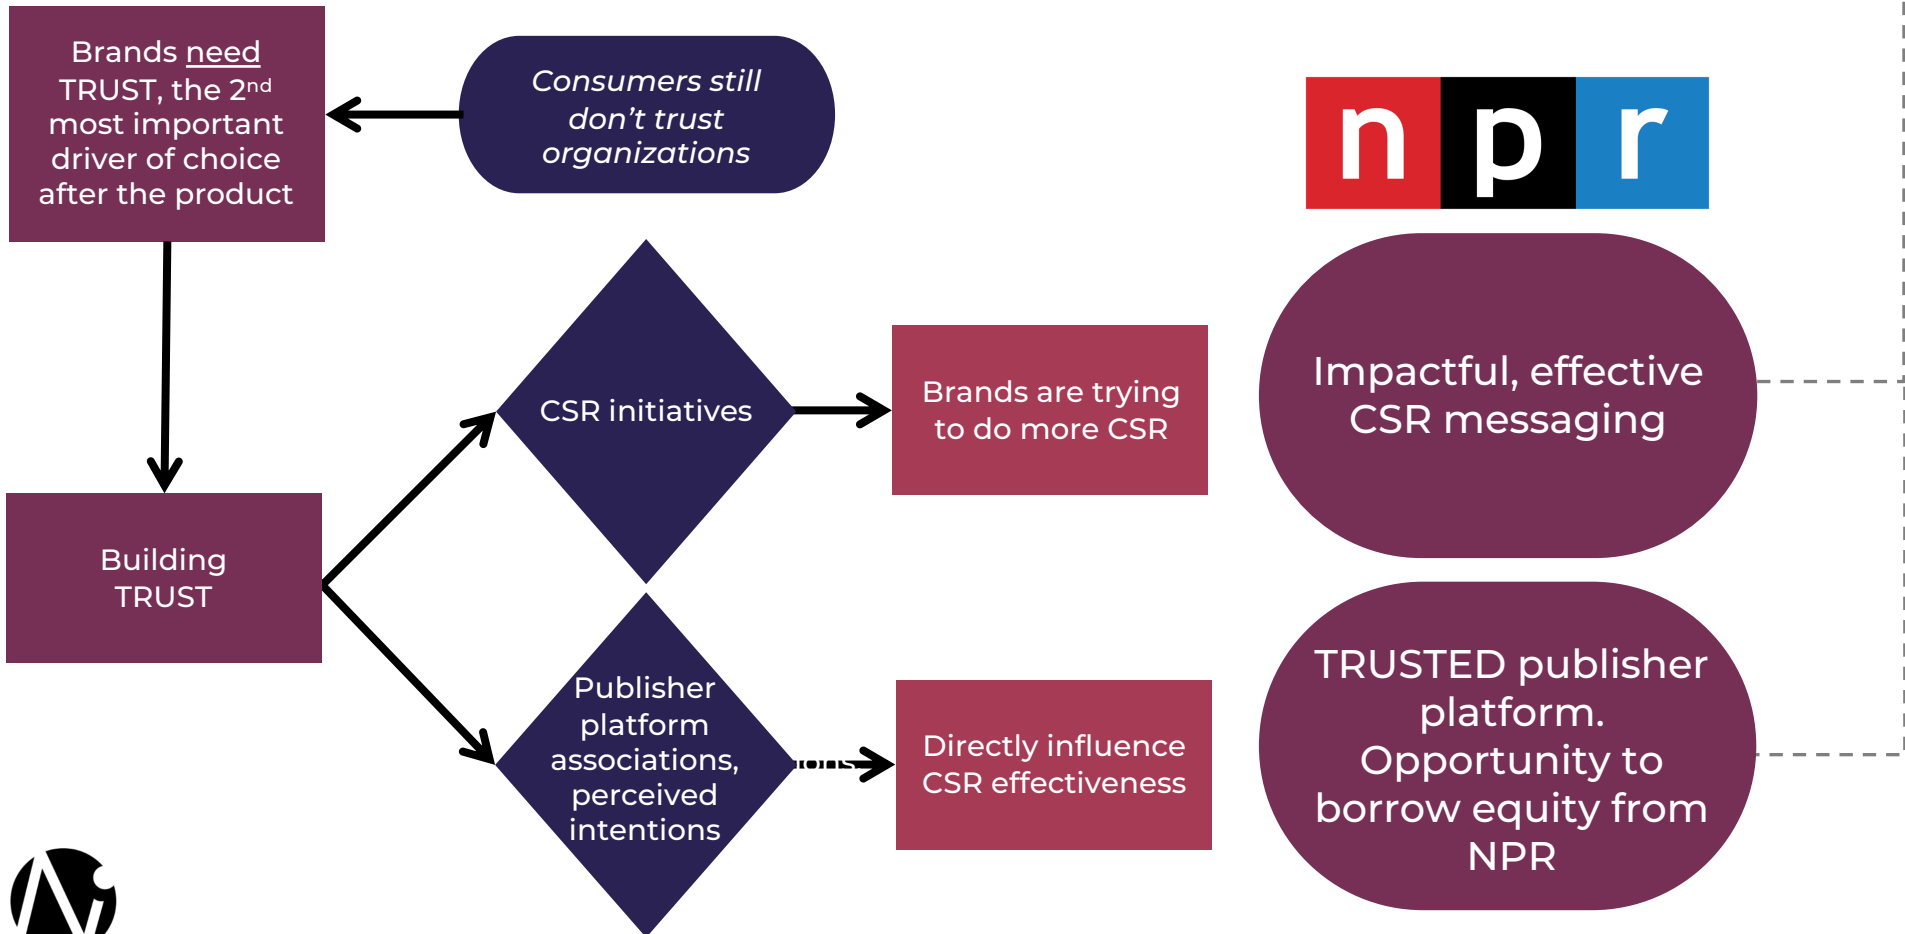 Brands need
TRUST, the 2nd
most important
driver of choice
after the product
Consumers still
don’t trust
organizations
npr
CSR initiatives
Brands are trying
to do more CSR
Impactful, effective
CSR messaging
Building
TRUST
Publisher
platform
associations,
perceived
intentions
ions,
Directly influence
CSR effectiveness
TRUSTED publisher
platform.
Opportunity to
borrow equity from
NPR